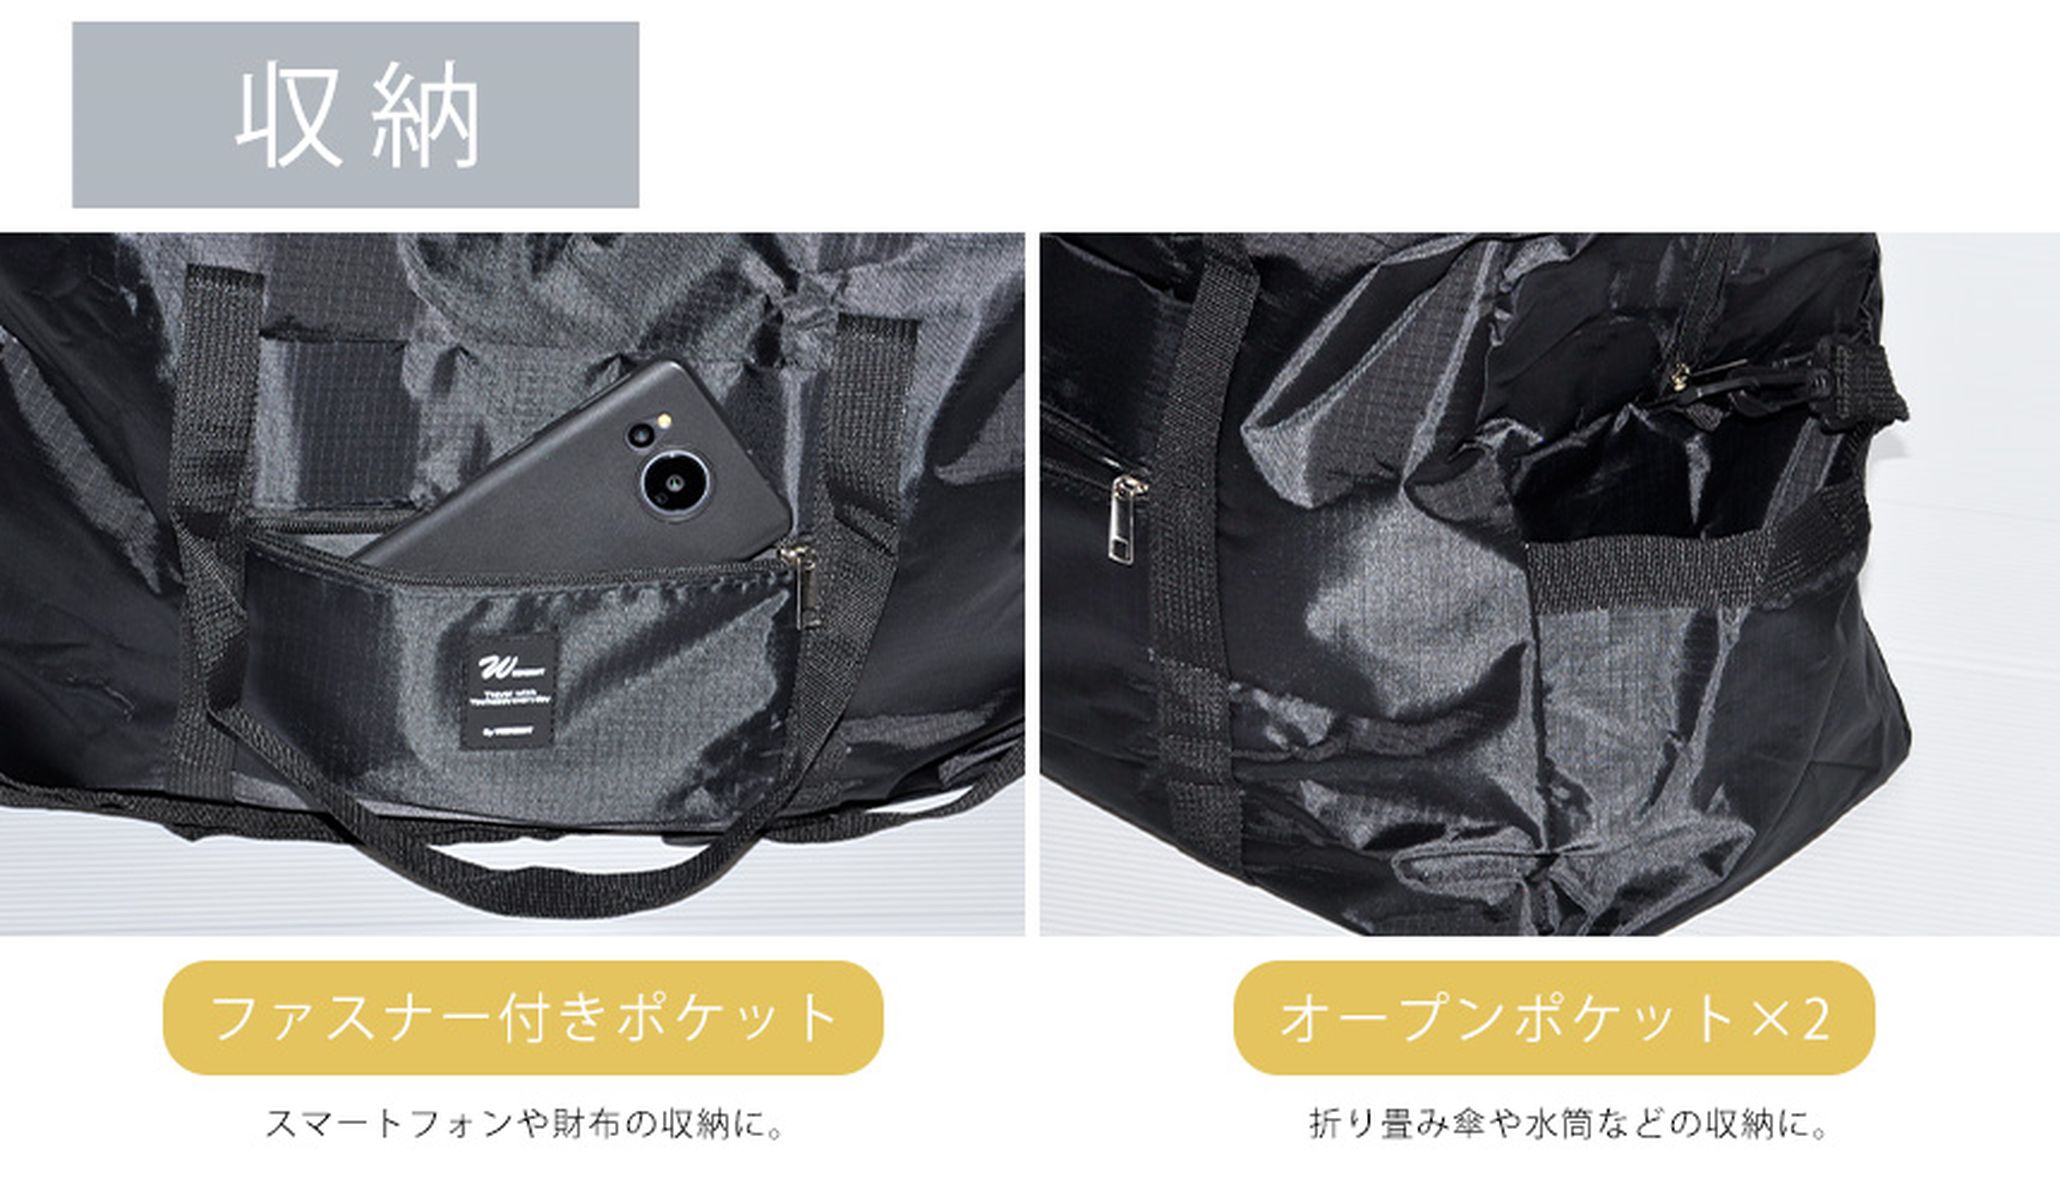 収納
W
ファスナー付きポケット
オープンポケット×2
スマートフォンや財布の収納に。
折り畳み傘や水筒などの収納に。